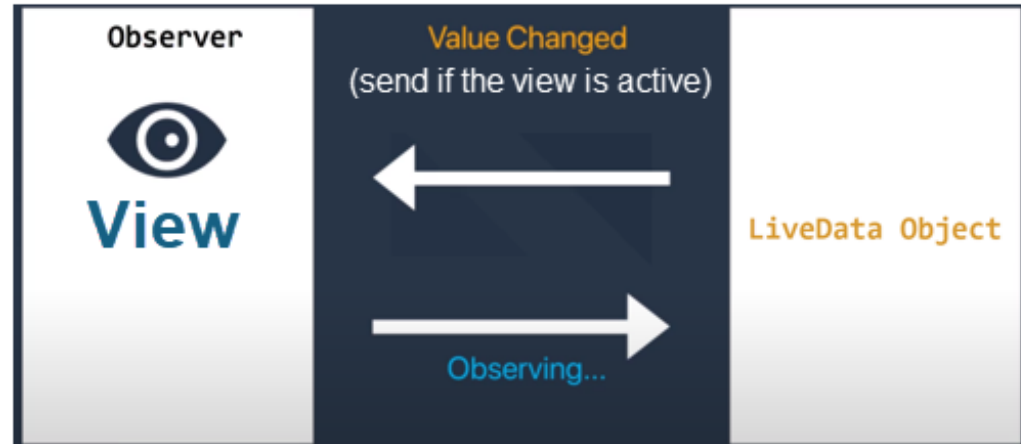 Observer
View
Value Changed
(send if the view is active)
Observing...
LiveData Object